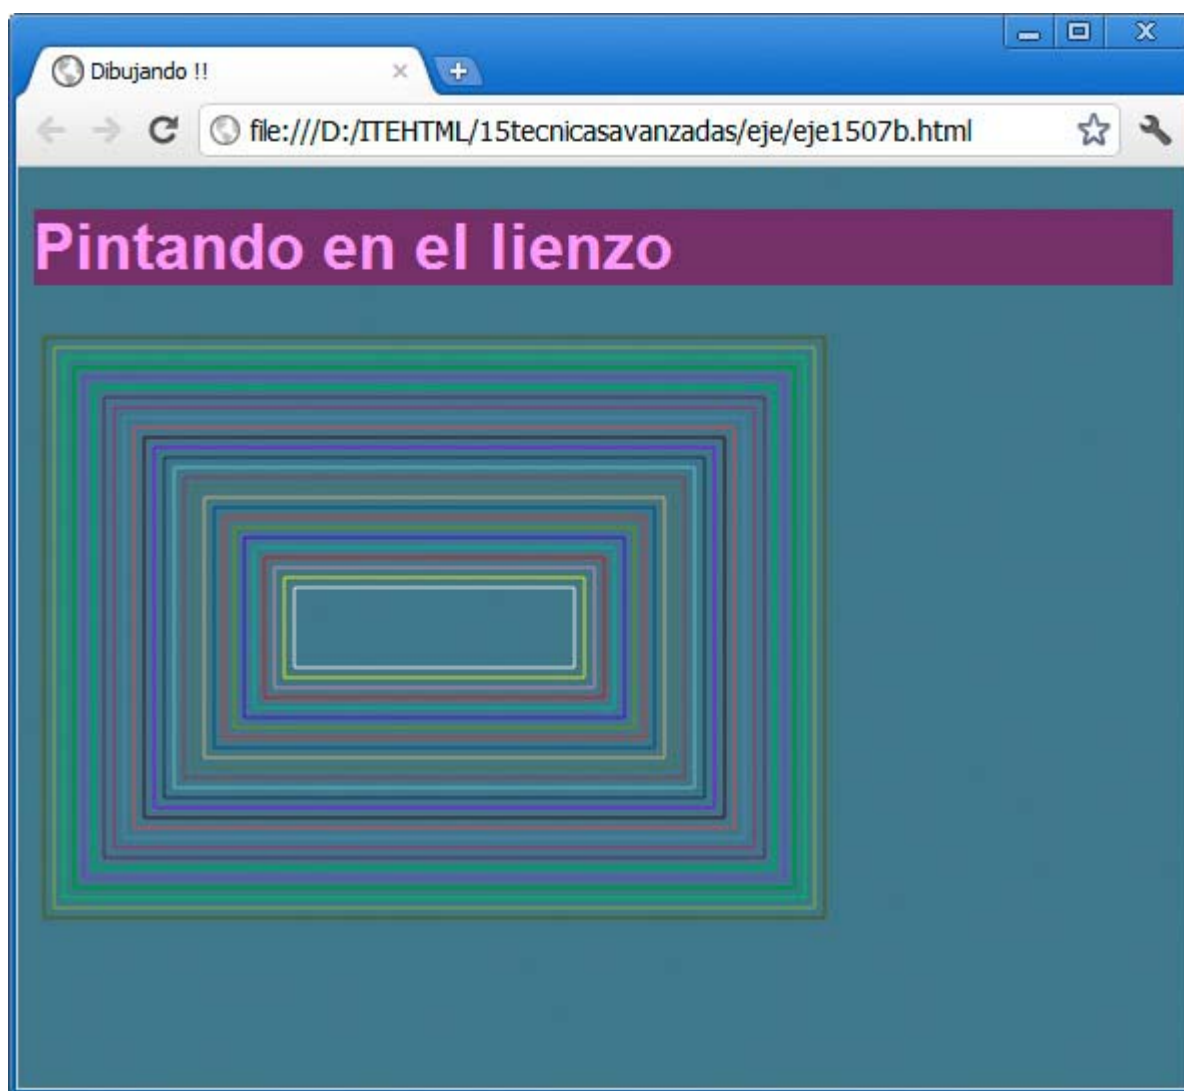 Dibujando !!
file:///D:/ITEHTML/15tecnicasavanzadas/eje/eje1507b.html
Pintando en el lienzo